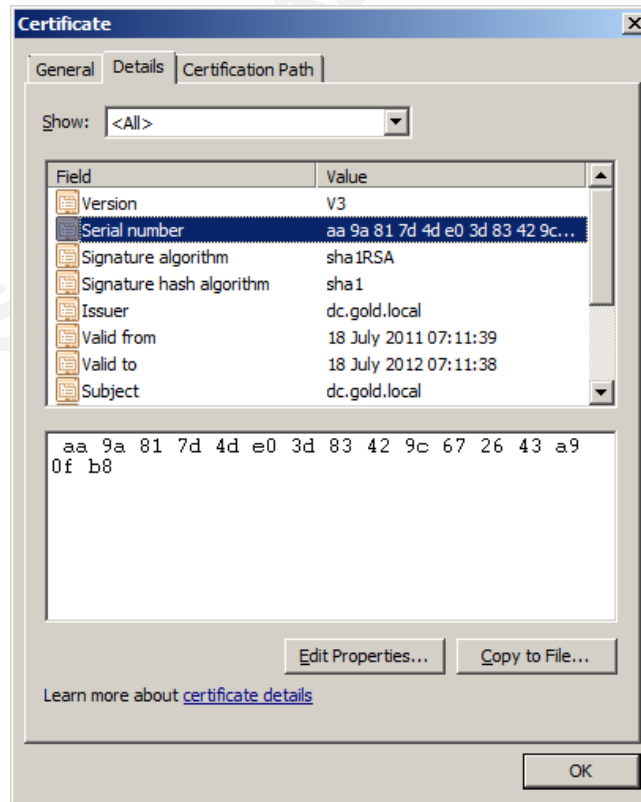 Certificate
General Details Certification Path
Show: <All>
Field Value
Version V3
Serial number aa 9a 81 7d 4d e0 3d 83 42 9c...
Signature algorithm sha1RSA
Signature hash algorithm sha1
Issuer dc.gold.local
Valid from 18 July 2011 07:11:39
Valid to 18 July 2012 07:11:38
Subject dc.gold.local
aa 9a 81 7d 4d e0 3d 83 42 9c 67 26 43 a9
0f b8
Edit Properties... Copy to File...
Learn more about certificate details
OK